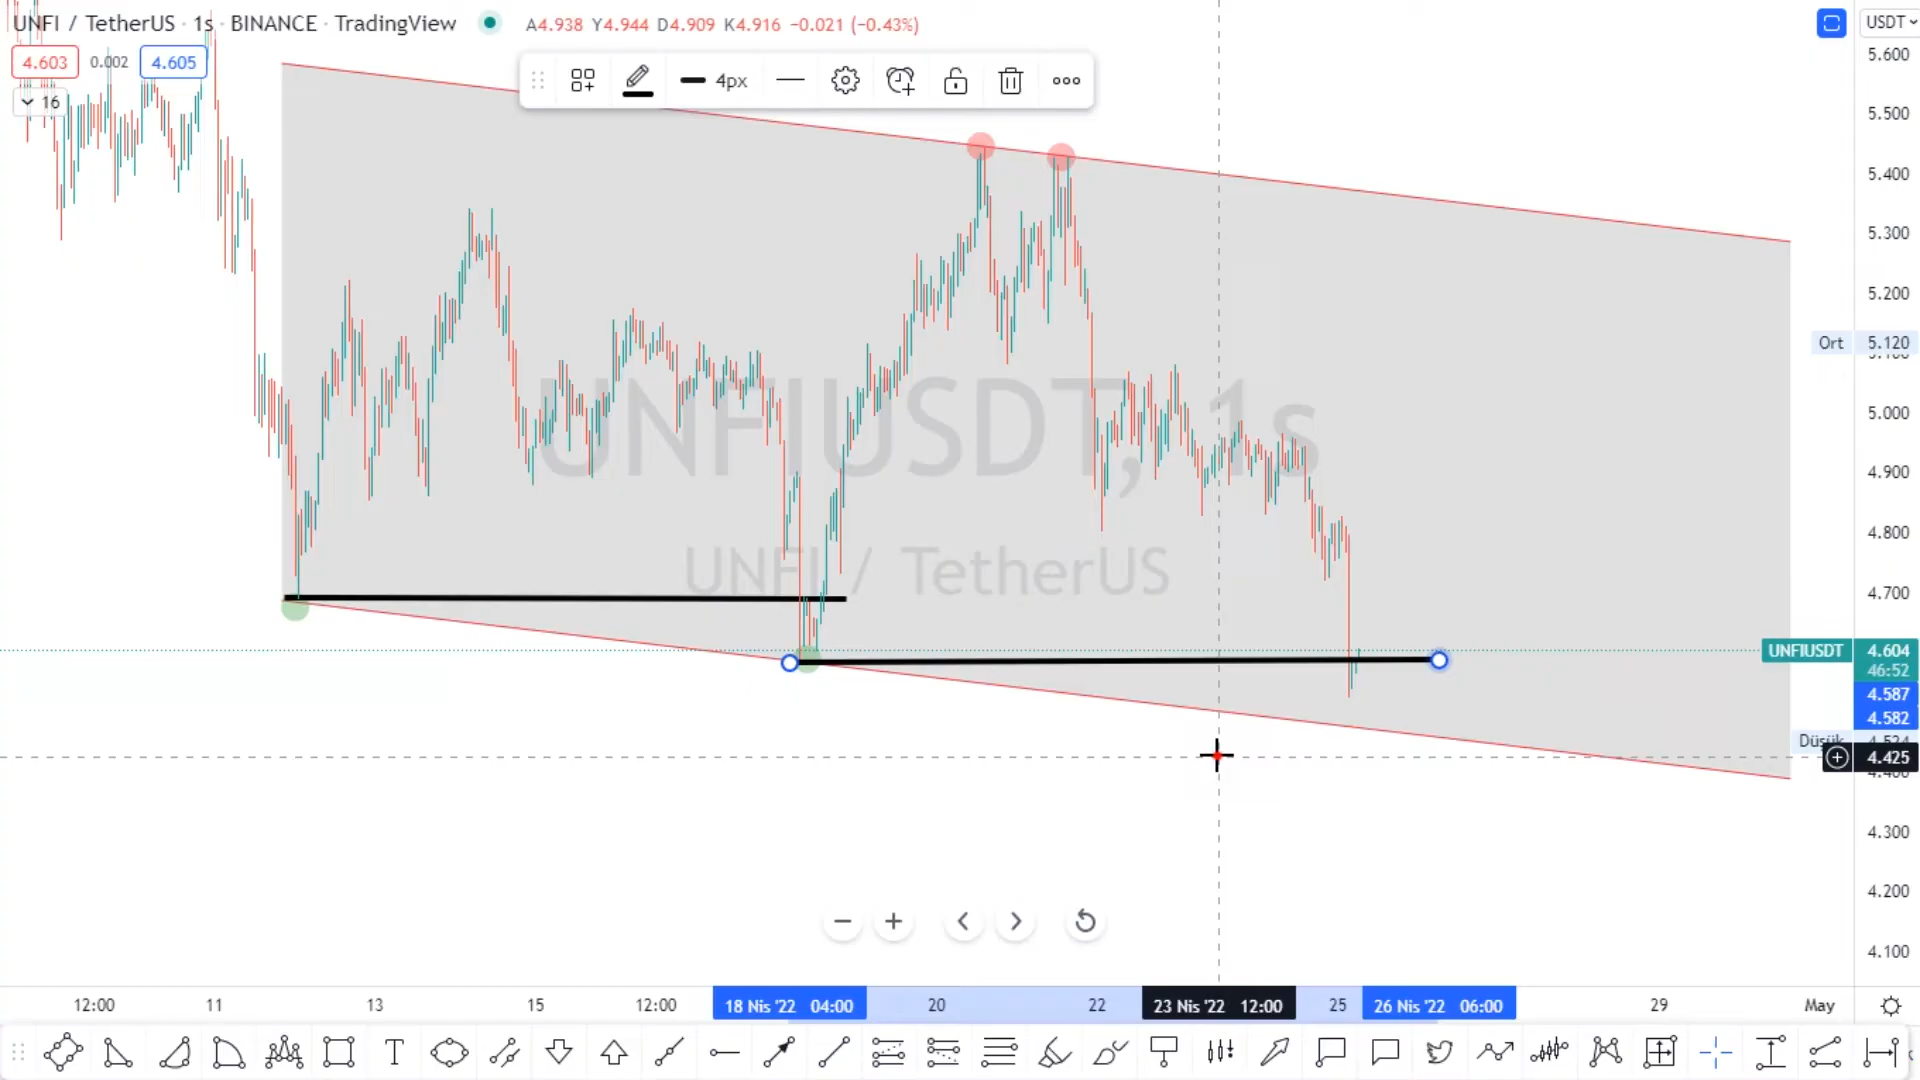 UNFI / TetherUS · 1s · BINANCE · TradingView
A4.938 Y4.944 D4.909 K4.916 −0.021 (−0.43%)
USDT
4.603 0.002 4.605
16
4px
5.600
5.500
5.400
5.300
5.200
Ort 5.120
5.000
4.900
4.800
4.700
UNFIUSDT 4.604
46:52
4.587
4.582
Düşük 4.524
4.425
4.400
4.300
4.200
4.100
UNFIUSDT, 1s
UNFI / TetherUS
12:00 11 13 15 12:00 18 Nis '22 04:00 20 22 23 Nis '22 12:00 25 26 Nis '22 06:00 29 May
T